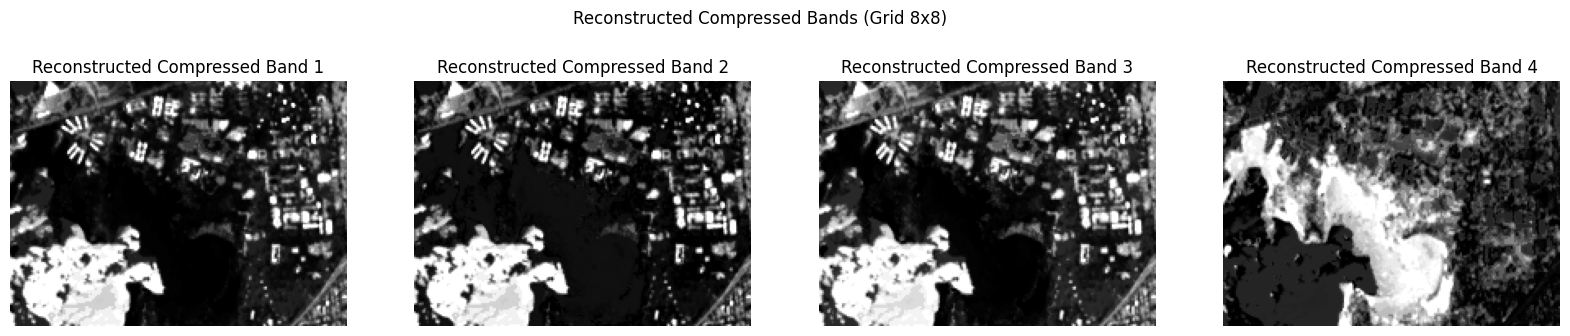 Reconstructed Compressed Bands (Grid 8x8)
Reconstructed Compressed Band 1
Reconstructed Compressed Band 2
Reconstructed Compressed Band 3
Reconstructed Compressed Band 4